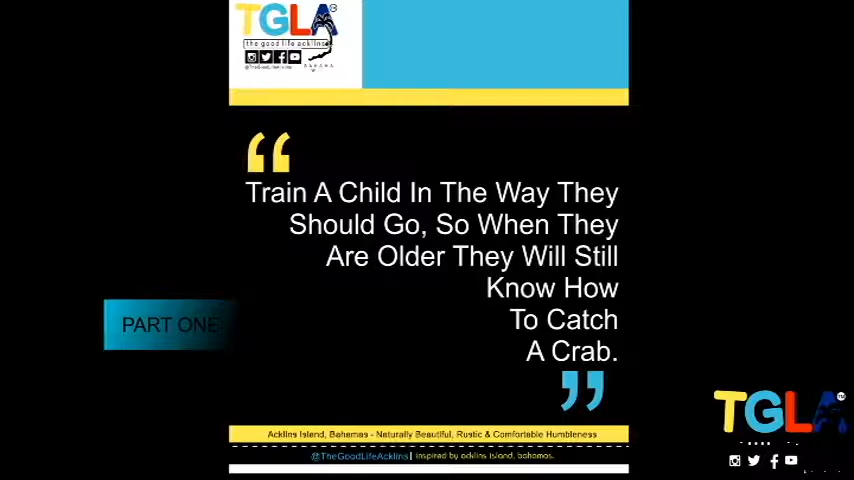 TGLA
the good life acklins
BAHAMA
@TheGoodLifeAcklins
“
Train A Child In The Way They
Should Go, So When They
Are Older They Will Still
Know How
To Catch
A Crab.
”
PART ONE
Acklins Island, Bahamas - Naturally Beautiful, Rustic & Comfortable Humbleness
@TheGoodLifeAcklins| inspired by acklins island, bahamas.
TGLA